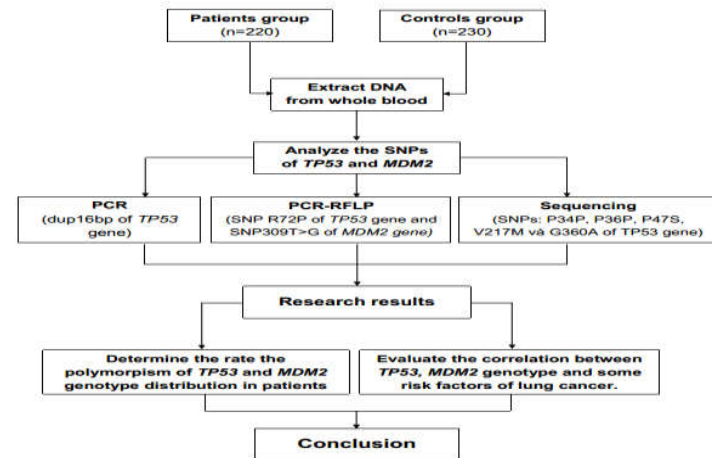 Patients group
(n=220)
Controls group
(n=230)
Extract DNA
from whole blood
Analyze the SNPs
of TP53 and MDM2
PCR
(dup16bp of TP53
gene)
PCR-RFLP
(SNP R72P of TP53 gene and
SNP309T>G of MDM2 gene)
Sequencing
(SNPs: P34P, P36P, P47S,
V217M và G360A of TP53 gene)
Research results
Determine the rate the
polymorpism of TP53 and MDM2
genotype distribution in patients
Evaluate the correlation between
TP53, MDM2 genotype and some
risk factors of lung cancer.
Conclusion